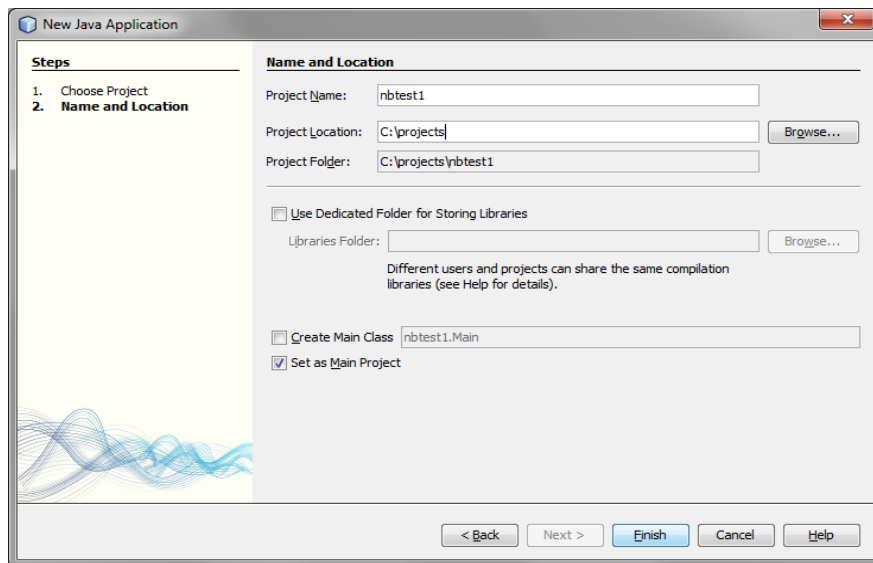 New Java Application
Steps
1. Choose Project
2. Name and Location
Name and Location
Project Name: nbtest1
Project Location: C:\projects Browse...
Project Folder: C:\projects\nbtest1
Use Dedicated Folder for Storing Libraries
Libraries Folder: Browse...
Different users and projects can share the same compilation
libraries (see Help for details).
Create Main Class nbtest1.Main
Set as Main Project
< Back Next > Finish Cancel Help